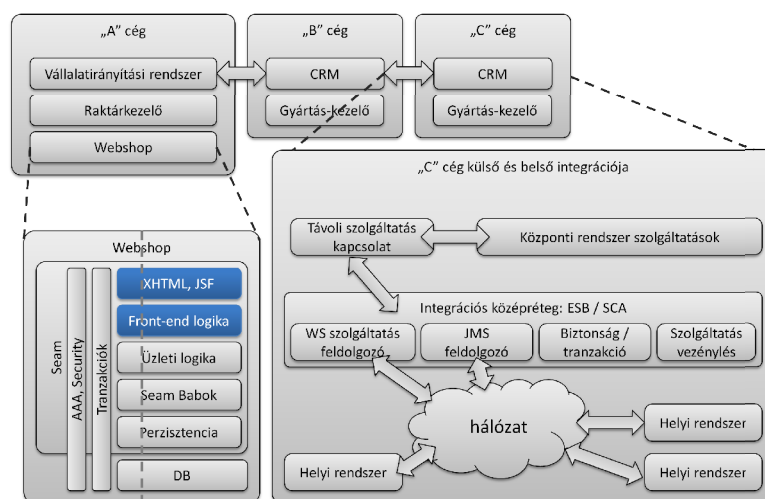 „A” cég
Vállalatirányítási rendszer
Raktárkezelő
Webshop
„B” cég
CRM
Gyártás-kezelő
„C” cég
CRM
Gyártás-kezelő
Webshop
Seam
AAA, Security
Tranzakciók
XHTML, JSF
Front-end logika
Üzleti logika
Seam Babok
Perzisztencia
DB
„C” cég külső és belső integrációja
Távoli szolgáltatás
kapcsolat
Központi rendszer szolgáltatások
Integrációs középréteg: ESB / SCA
WS szolgáltatás
feldolgozó
JMS
feldolgozó
Biztonság /
tranzakció
Szolgáltatás
vezénylés
hálózat
Helyi rendszer
Helyi rendszer
Helyi rendszer